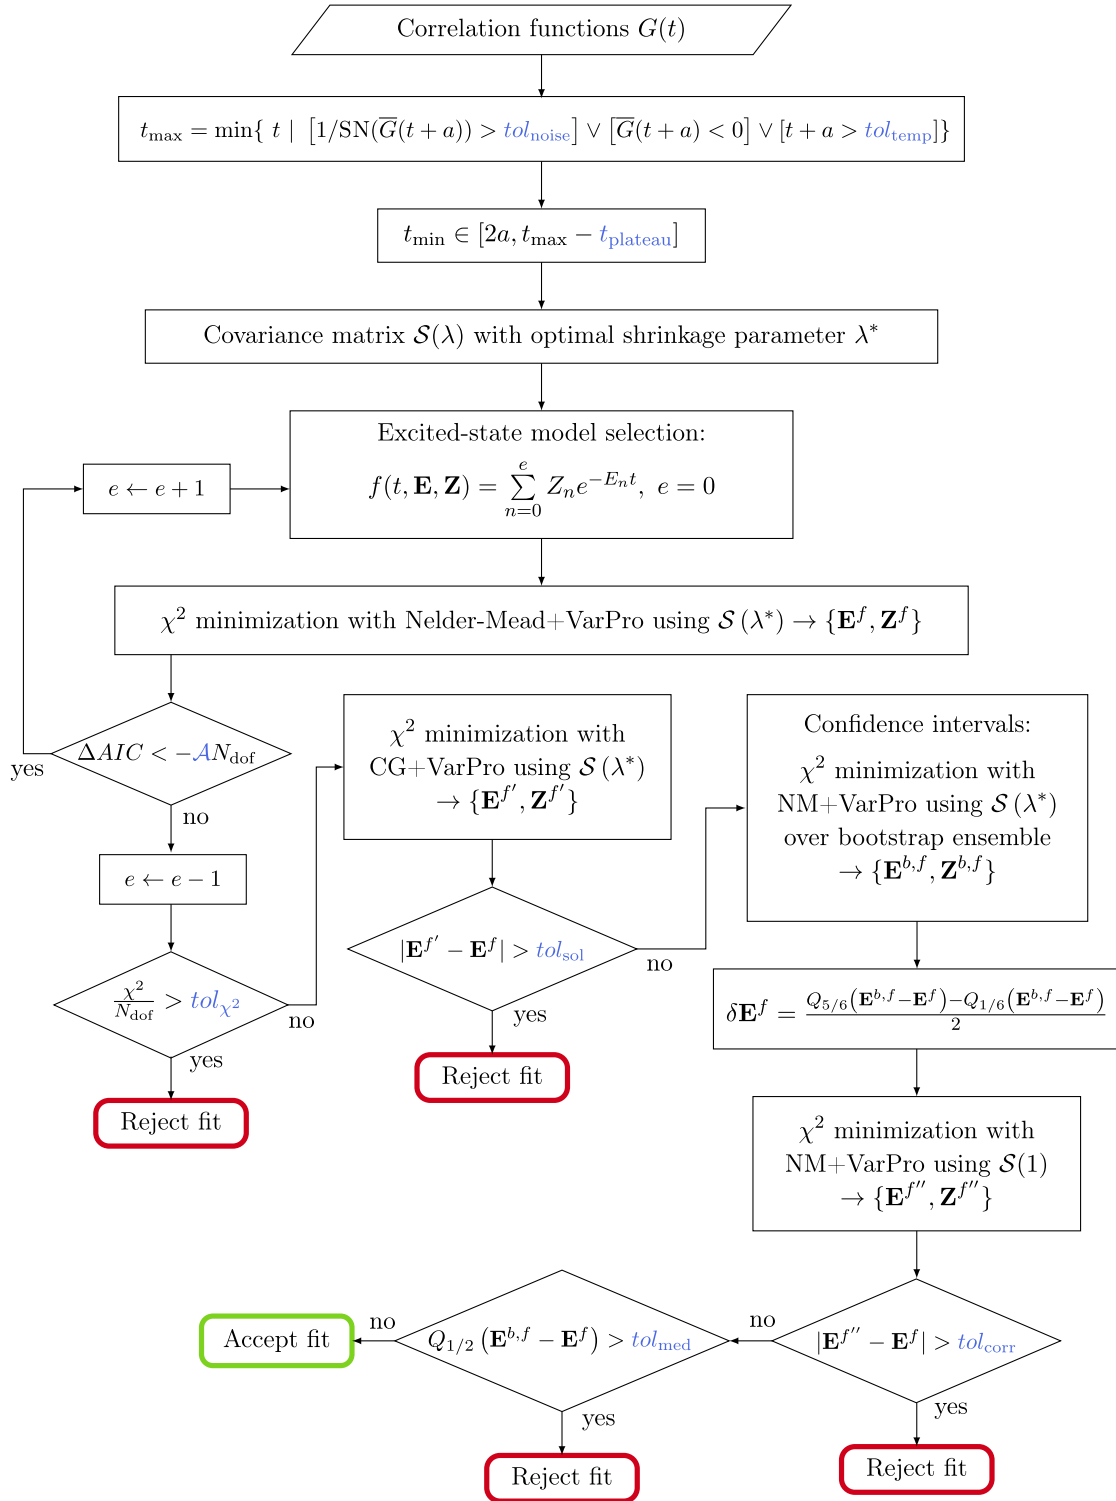 Correlation functions G(t)
t_max = min{ t | [1/SN(G̅(t + a)) > tol_noise] ∨ [G̅(t + a) < 0] ∨ [t + a > tol_temp]}
t_min ∈ [2a, t_max − t_plateau]
Covariance matrix 𝒮(λ) with optimal shrinkage parameter λ*
Excited-state model selection:
f(t, E, Z) = ∑_{n=0}^{e} Z_n e^{−E_n t}, e = 0
e ← e + 1
χ² minimization with Nelder-Mead+VarPro using 𝒮(λ*) → {E^f, Z^f}
ΔAIC < −𝒜N_dof
yes
no
e ← e − 1
χ²/N_dof > tol_χ²
no
yes
Reject fit
χ² minimization with
CG+VarPro using 𝒮(λ*)
→ {E^f′, Z^f′}
|E^f′ − E^f| > tol_sol
no
yes
Reject fit
Confidence intervals:
χ² minimization with
NM+VarPro using 𝒮(λ*)
over bootstrap ensemble
→ {E^{b,f}, Z^{b,f}}
δE^f = (Q_{5/6}(E^{b,f}−E^f)−Q_{1/6}(E^{b,f}−E^f))/2
χ² minimization with
NM+VarPro using 𝒮(1)
→ {E^f″, Z^f″}
|E^f″ − E^f| > tol_corr
no
yes
Reject fit
Q_{1/2}(E^{b,f} − E^f) > tol_med
no
yes
Reject fit
Accept fit